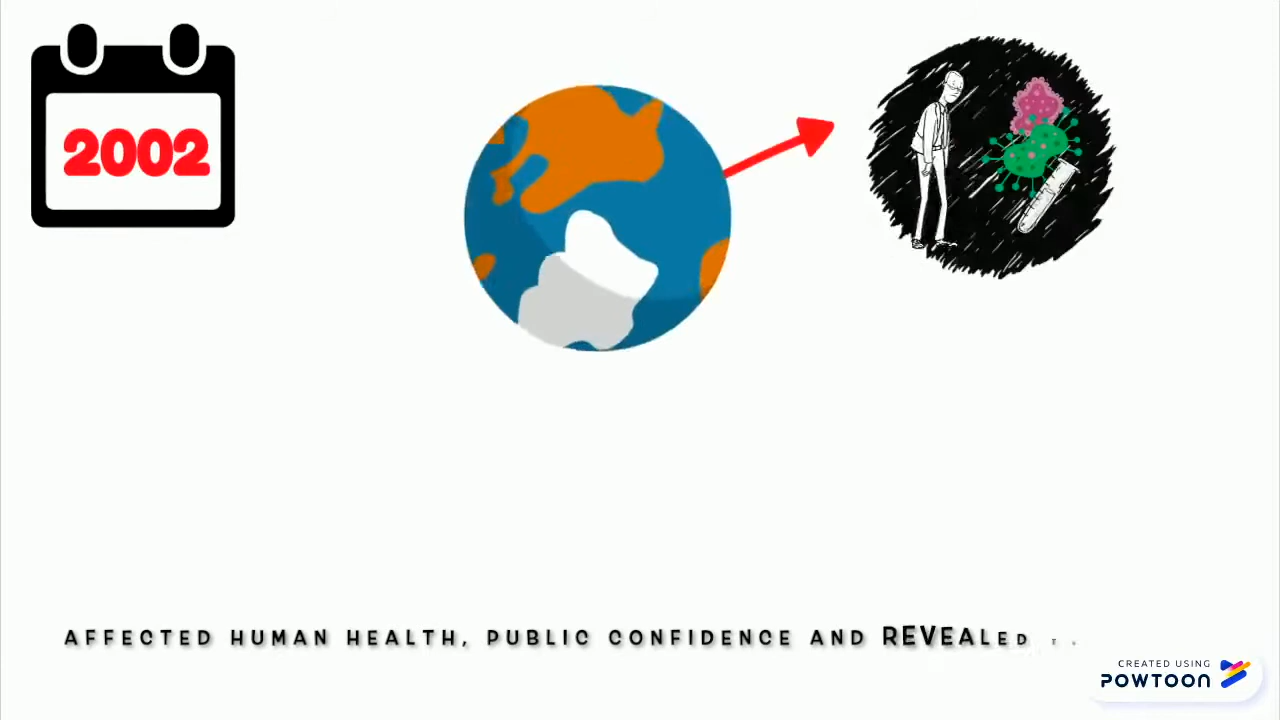 2002
AFFECTED HUMAN HEALTH, PUBLIC CONFIDENCE AND REVEALED
CREATED USING
POWTOON